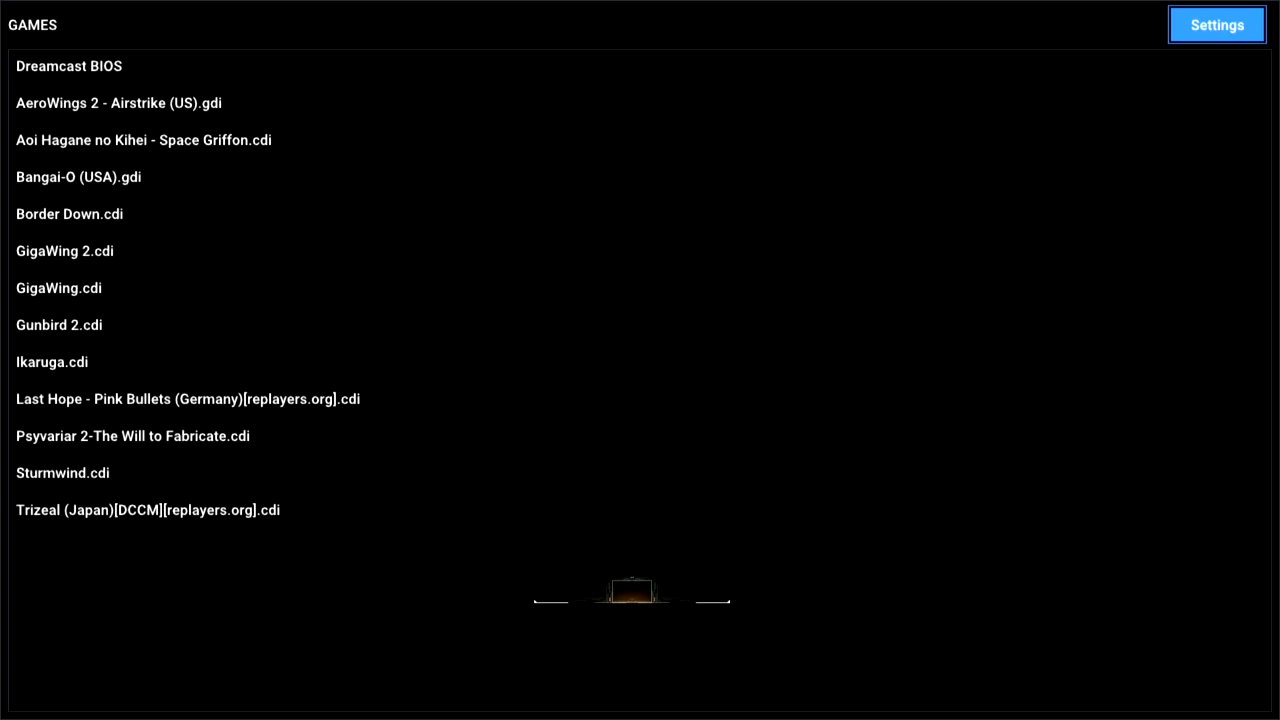 GAMES
Settings
Dreamcast BIOS
AeroWings 2 - Airstrike (US).gdi
Aoi Hagane no Kihei - Space Griffon.cdi
Bangai-O (USA).gdi
Border Down.cdi
GigaWing 2.cdi
GigaWing.cdi
Gunbird 2.cdi
Ikaruga.cdi
Last Hope - Pink Bullets (Germany)[replayers.org].cdi
Psyvariar 2-The Will to Fabricate.cdi
Sturmwind.cdi
Trizeal (Japan)[DCCM][replayers.org].cdi